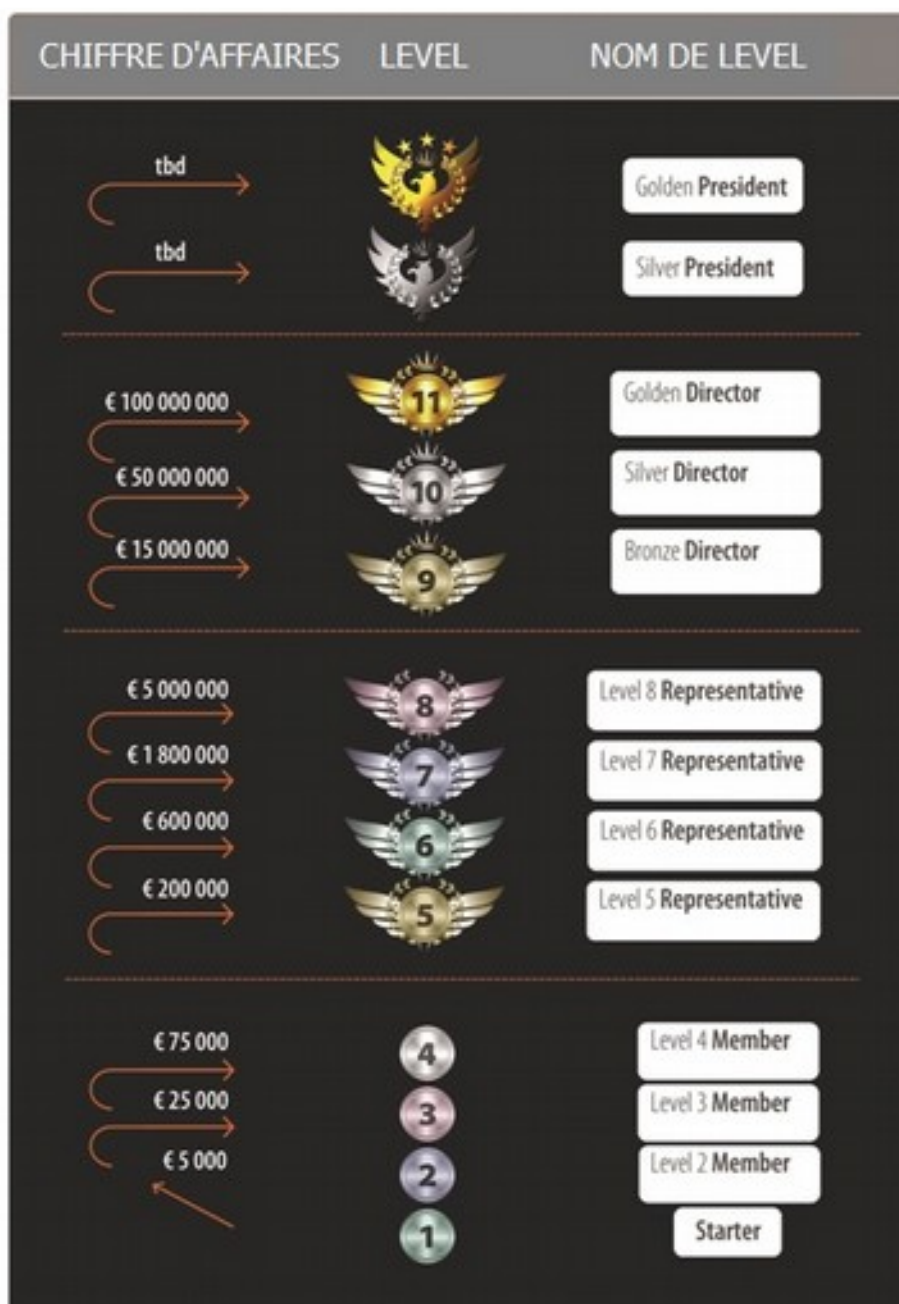 CHIFFRE D'AFFAIRES LEVEL NOM DE LEVEL
tbd Golden President
tbd Silver President
€ 100 000 000 11 Golden Director
€ 50 000 000 10 Silver Director
€ 15 000 000 9 Bronze Director
€ 5 000 000 8 Level 8 Representative
€ 1 800 000 7 Level 7 Representative
€ 600 000 6 Level 6 Representative
€ 200 000 5 Level 5 Representative
€ 75 000 4 Level 4 Member
€ 25 000 3 Level 3 Member
€ 5 000 2 Level 2 Member
1 Starter